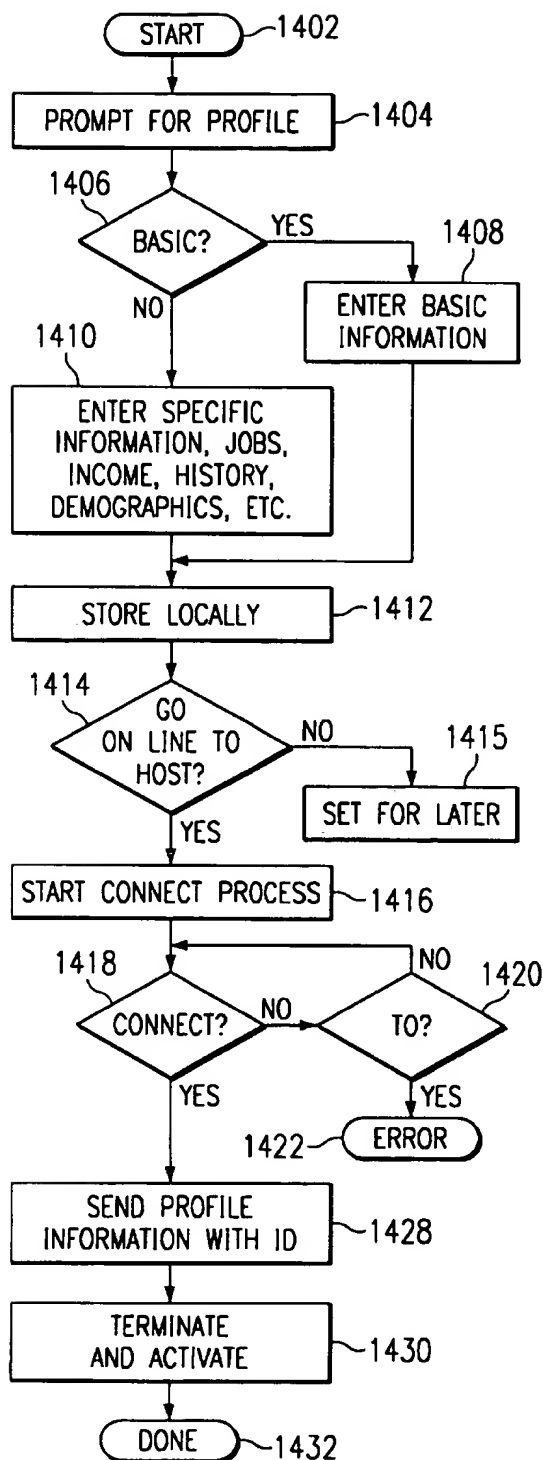 START
1402
PROMPT FOR PROFILE
1404
1406
BASIC?
YES
NO
1408
ENTER BASIC
INFORMATION
1410
ENTER SPECIFIC
INFORMATION, JOBS,
INCOME, HISTORY,
DEMOGRAPHICS, ETC.
STORE LOCALLY
1412
1414
GO
ON LINE TO
HOST?
NO
YES
1415
SET FOR LATER
START CONNECT PROCESS
1416
1418
CONNECT?
NO
YES
NO
1420
TO?
YES
1422
ERROR
SEND PROFILE
INFORMATION WITH ID
1428
TERMINATE
AND ACTIVATE
1430
DONE
1432